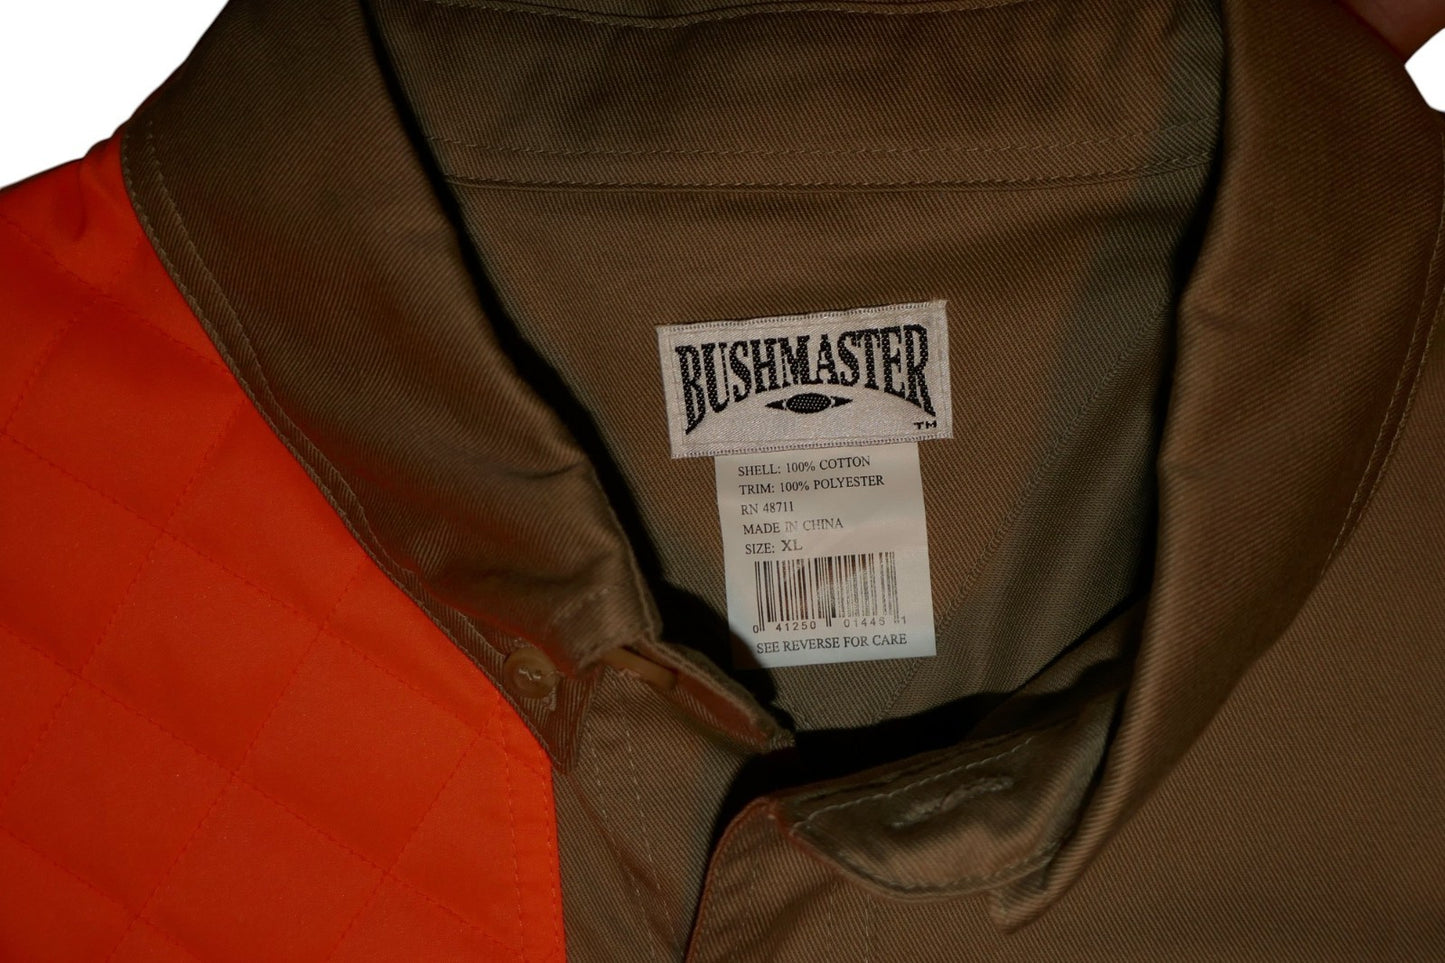 BUSHMASTER
TM
SHELL: 100% COTTON
TRIM: 100% POLYESTER
RN 48711
MADE IN CHINA
SIZE: XL
0 41250 01446 1
SEE REVERSE FOR CARE